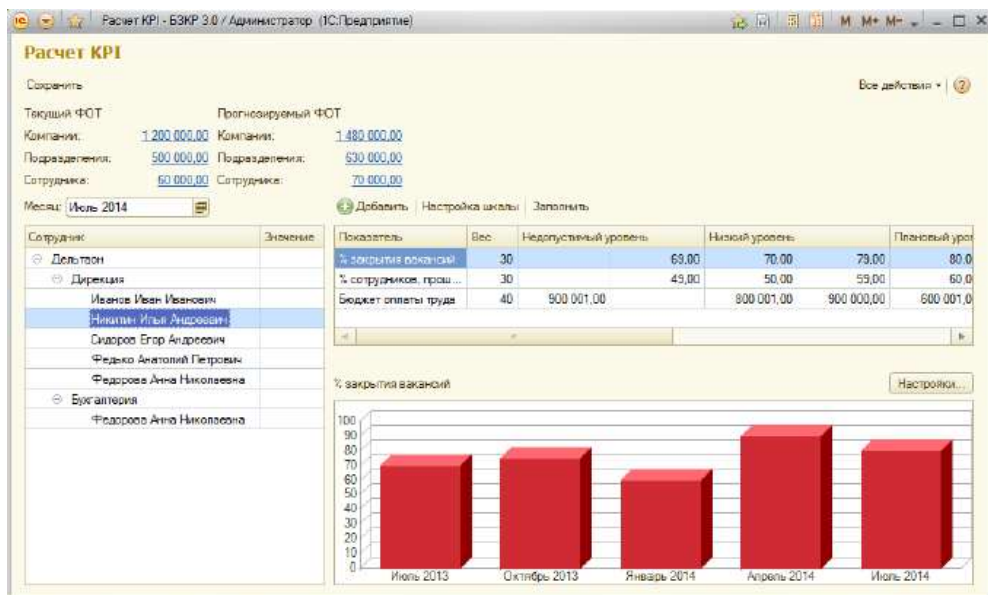 Расчет KPI - БЗКР 3.0 / Администратор (1С:Предприятие) M M+ M-
Расчет KPI
Сохранить Все действия
Текущий ФОТ Прогнозируемый ФОТ
Компании: 1 200 000,00 Компании: 1 480 000,00
Подразделения: 500 000,00 Подразделения: 630 000,00
Сотрудника: 60 000,00 Сотрудника: 70 000,00
Месяц: Июль 2014 Добавить Настройка шкалы Заполнить
Сотрудник Значение Показатель Вес Недопустимый уровень Низкий уровень Плановый уров
Дельтаон % закрытия вакансий 30 69,00 70,00 79,00 80,0
Дирекция % сотрудников, прош... 30 49,00 50,00 59,00 60,0
Иванов Иван Иванович Бюджет оплаты труда 40 900 001,00 800 001,00 900 000,00 600 001,0
Никитин Илья Андреевич
Сидоров Егор Андреевич
Федько Анатолий Петрович
Федорова Анна Николаевна
% закрытия вакансий Настройки...
Бухгалтерия
Федорова Анна Николаевна
100
90
80
70
60
50
40
30
20
10
0
Июль 2013 Октябрь 2013 Январь 2014 Апрель 2014 Июль 2014